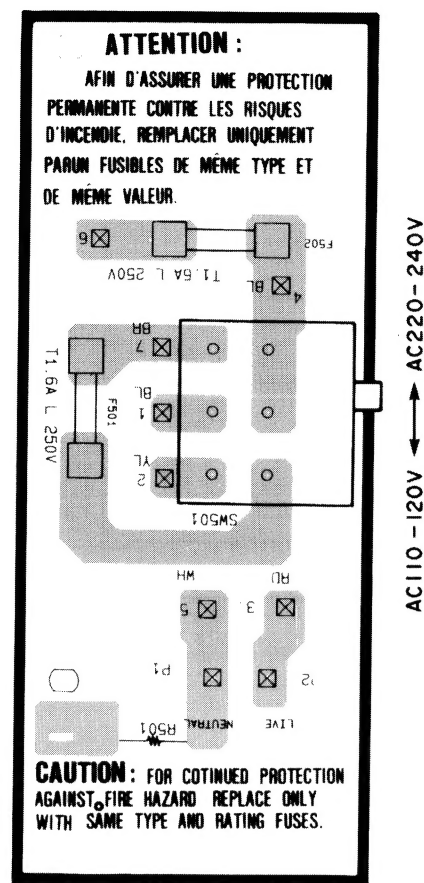 ATTENTION :
AFIN D'ASSURER UNE PROTECTION
PERMANENTE CONTRE LES RISQUES
D'INCENDIE, REMPLACER UNIQUEMENT
PARUN FUSIBLES DE MÊME TYPE ET
DE MÊME VALEUR.
6
F502
T1.6A L 250V
BL
4
BR
7
T1.6A L 250V
F501
BL
1
YL
2
SW501
AC110-120V ⟷ AC220-240V
WH
5
3
P1
R501
NEUTRAL
LIVE
CAUTION: FOR COTINUED PROTECTION
AGAINST FIRE HAZARD REPLACE ONLY
WITH SAME TYPE AND RATING FUSES.